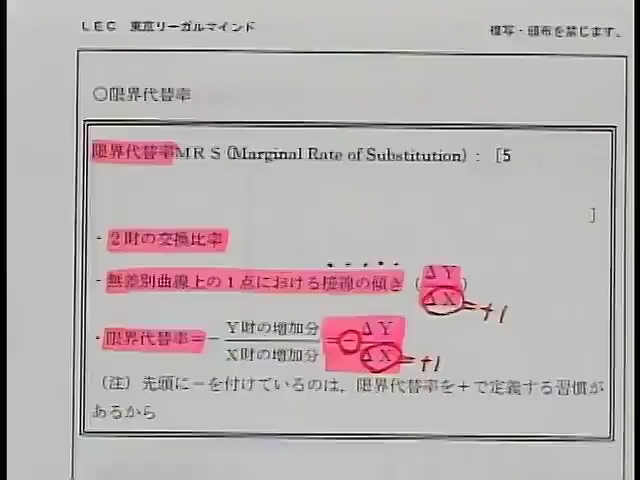 LEC 東京リーガルマインド
複写・頒布を禁じます。
〇限界代替率
限界代替率MRS (Marginal Rate of Substitution) : [5
]
・2財の交換比率
・無差別曲線上の1点における接線の傾き (ΔY/ΔX) =+1
・限界代替率=－Y財の増加分/X財の増加分=－ΔY/ΔX =+1
(注) 先頭に－を付けているのは、限界代替率を+で定義する習慣が
あるから